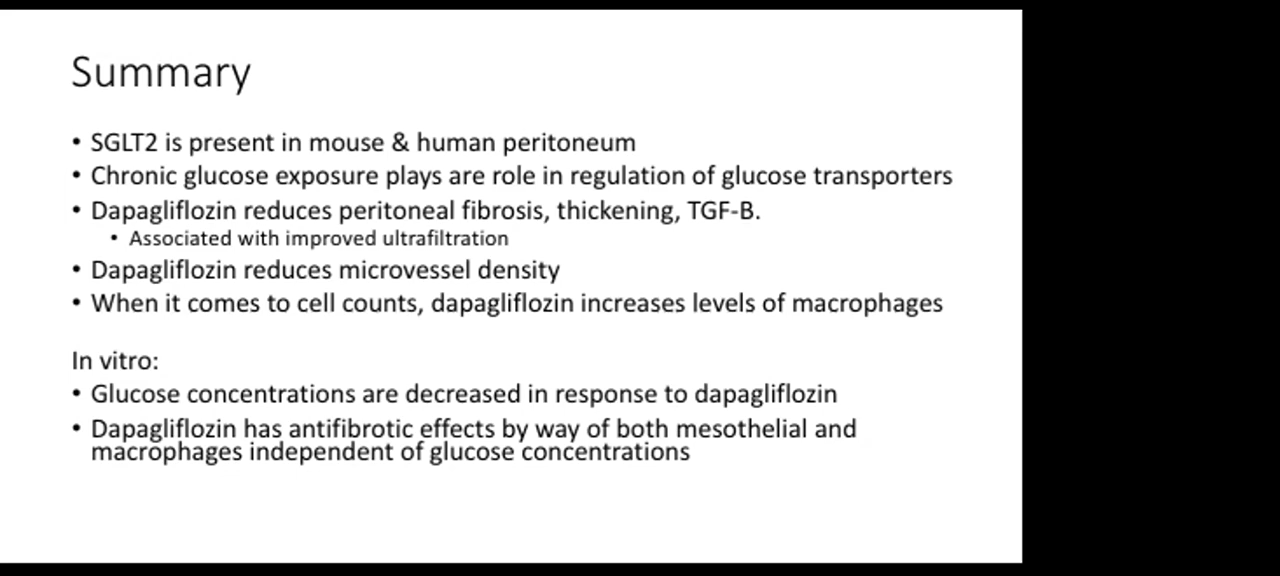 Summary
• SGLT2 is present in mouse & human peritoneum
• Chronic glucose exposure plays are role in regulation of glucose transporters
• Dapagliflozin reduces peritoneal fibrosis, thickening, TGF-B.
• Associated with improved ultrafiltration
• Dapagliflozin reduces microvessel density
• When it comes to cell counts, dapagliflozin increases levels of macrophages
In vitro:
• Glucose concentrations are decreased in response to dapagliflozin
• Dapagliflozin has antifibrotic effects by way of both mesothelial and
macrophages independent of glucose concentrations